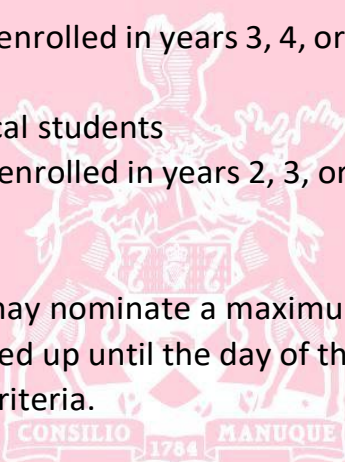 enrolled in years 3, 4, or
cal students
enrolled in years 2, 3, or
may nominate a maximu
ed up until the day of th
riteria.
CONSILIO 1784 MANUQUE